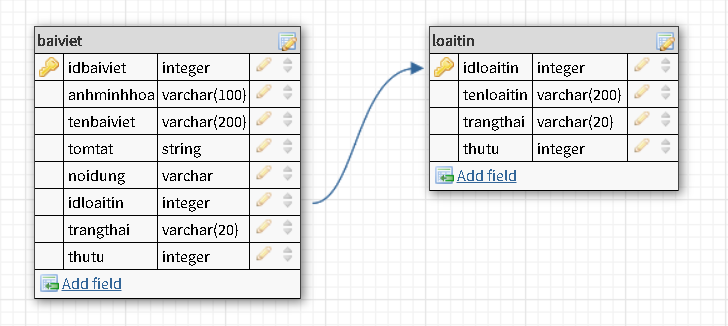 baiviet
idbaiviet integer
anhminhhoa varchar(100)
tenbaiviet varchar(200)
tomtat string
noidung varchar
idloaitin integer
trangthai varchar(20)
thutu integer
Add field
loaitin
idloaitin integer
tenloaitin varchar(200)
trangthai varchar(20)
thutu integer
Add field